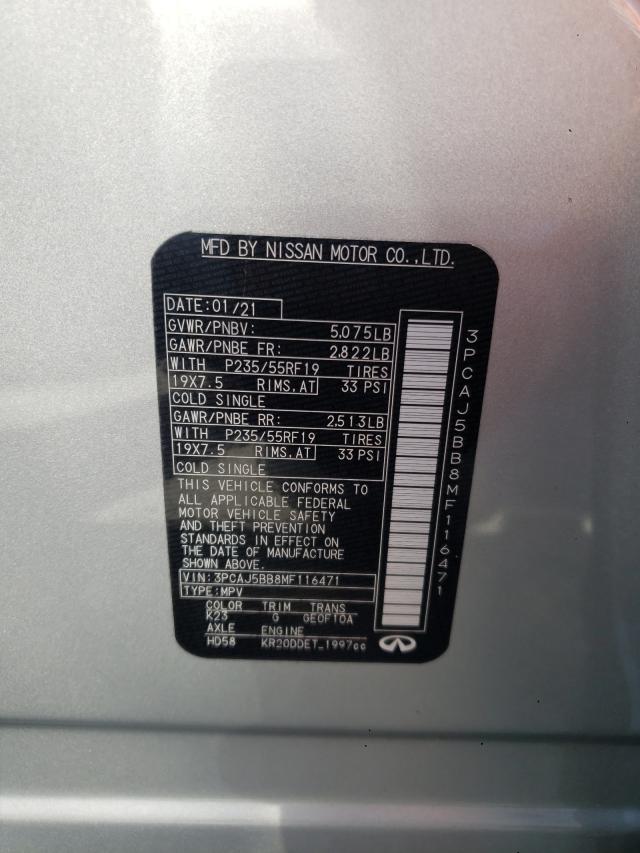 MFD BY NISSAN MOTOR CO.,LTD.
DATE:01/21
GVWR/PNBV: 5,075LB
GAWR/PNBE FR: 2,822LB
WITH P235/55RF19 TIRES
19X7.5 RIMS,AT 33 PSI
COLD SINGLE
GAWR/PNBE RR: 2,513LB
WITH P235/55RF19 TIRES
19X7.5 RIMS,AT 33 PSI
COLD SINGLE
THIS VEHICLE CONFORMS TO
ALL APPLICABLE FEDERAL
MOTOR VEHICLE SAFETY
AND THEFT PREVENTION
STANDARDS IN EFFECT ON
THE DATE OF MANUFACTURE
SHOWN ABOVE.
VIN:3PCAJ5BB8MF116471
TYPE:MPV
COLOR TRIM TRANS
K23 G GE0F10A
AXLE ENGINE
HD58 KR20DDET_1997cc
3PCAJ5BB8MF116471